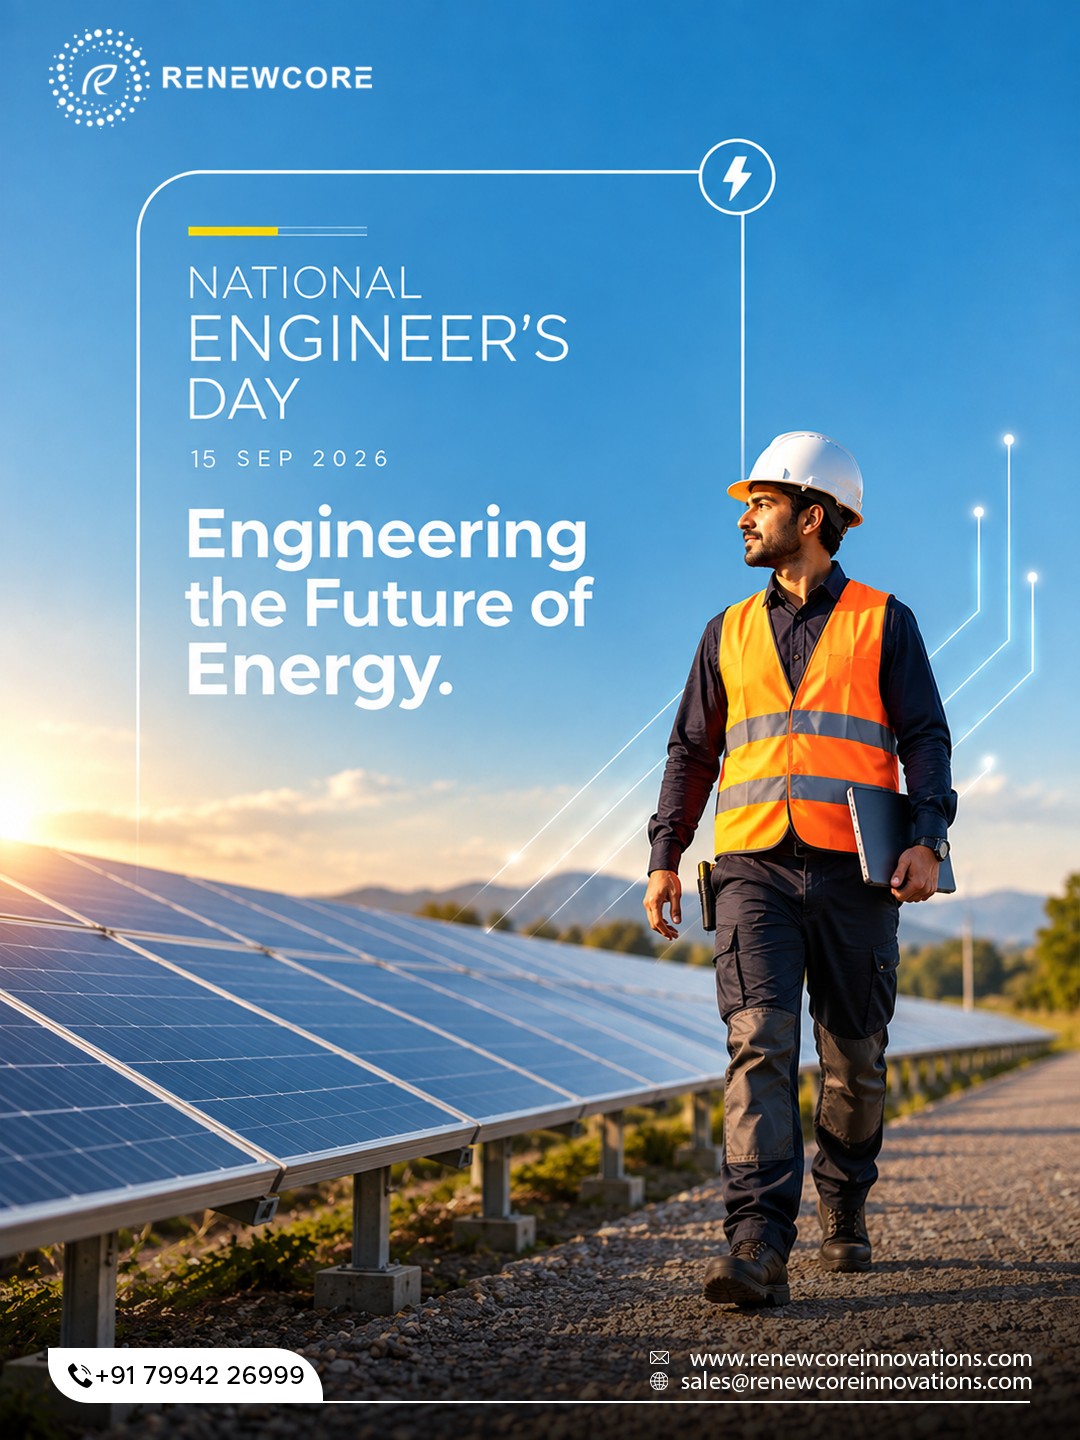 RENEWCORE
NATIONAL
ENGINEER'S
DAY
15 SEP 2026
Engineering
the Future of
Energy.
+91 79942 26999
www.renewcoreinnovations.com
sales@renewcoreinnovations.com